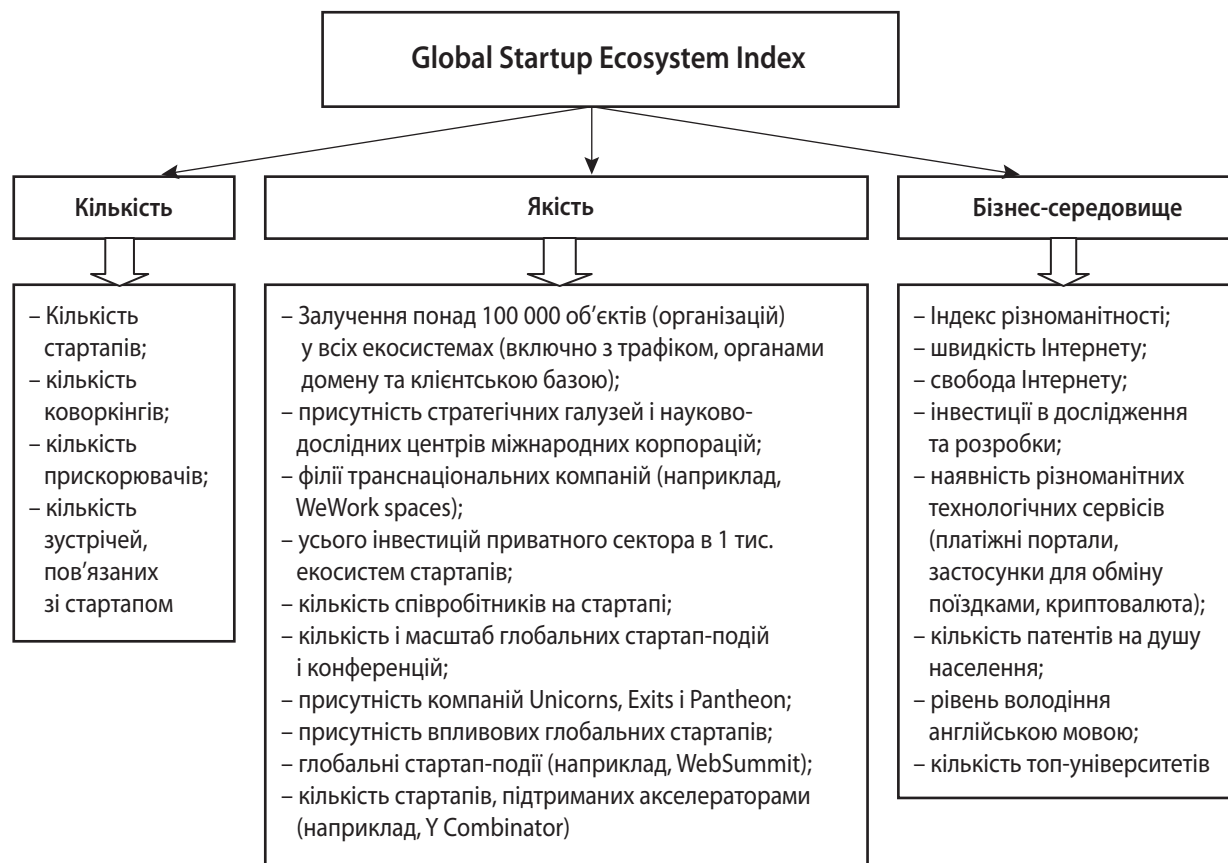 Global Startup Ecosystem Index
Кількість
– Кількість
стартапів;
– кількість
коворкінгів;
– кількість
прискорювачів;
– кількість
зустрічей,
пов’язаних
зі стартапом
Якість
– Залучення понад 100 000 об’єктів (організацій)
у всіх екосистемах (включно з трафіком, органами
домену та клієнтською базою);
– присутність стратегічних галузей і науково-
дослідних центрів міжнародних корпорацій;
– філії транснаціональних компаній (наприклад,
WeWork spaces);
– усього інвестицій приватного сектора в 1 тис.
екосистем стартапів;
– кількість співробітників на стартапі;
– кількість і масштаб глобальних стартап-подій
і конференцій;
– присутність компаній Unicorns, Exits і Pantheon;
– присутність впливових глобальних стартапів;
– глобальні стартап-події (наприклад, WebSummit);
– кількість стартапів, підтриманих акселераторами
(наприклад, Y Combinator)
Бізнес-середовище
– Індекс різноманітності;
– швидкість Інтернету;
– свобода Інтернету;
– інвестиції в дослідження
та розробки;
– наявність різноманітних
технологічних сервісів
(платіжні портали,
застосунки для обміну
поїздками, криптовалюта);
– кількість патентів на душу
населення;
– рівень володіння
англійською мовою;
– кількість топ-університетів